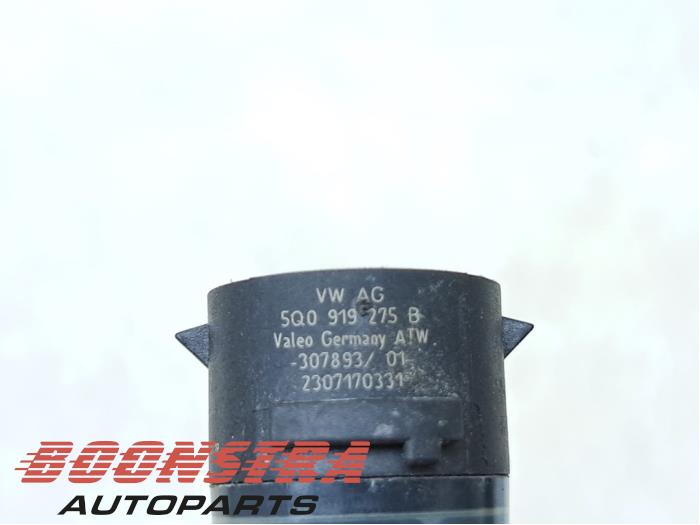 VW AG
5Q0 919 275 B
Valeo Germany ATW
-307893/ 01
2307170331
BOONSTRA
AUTOPARTS